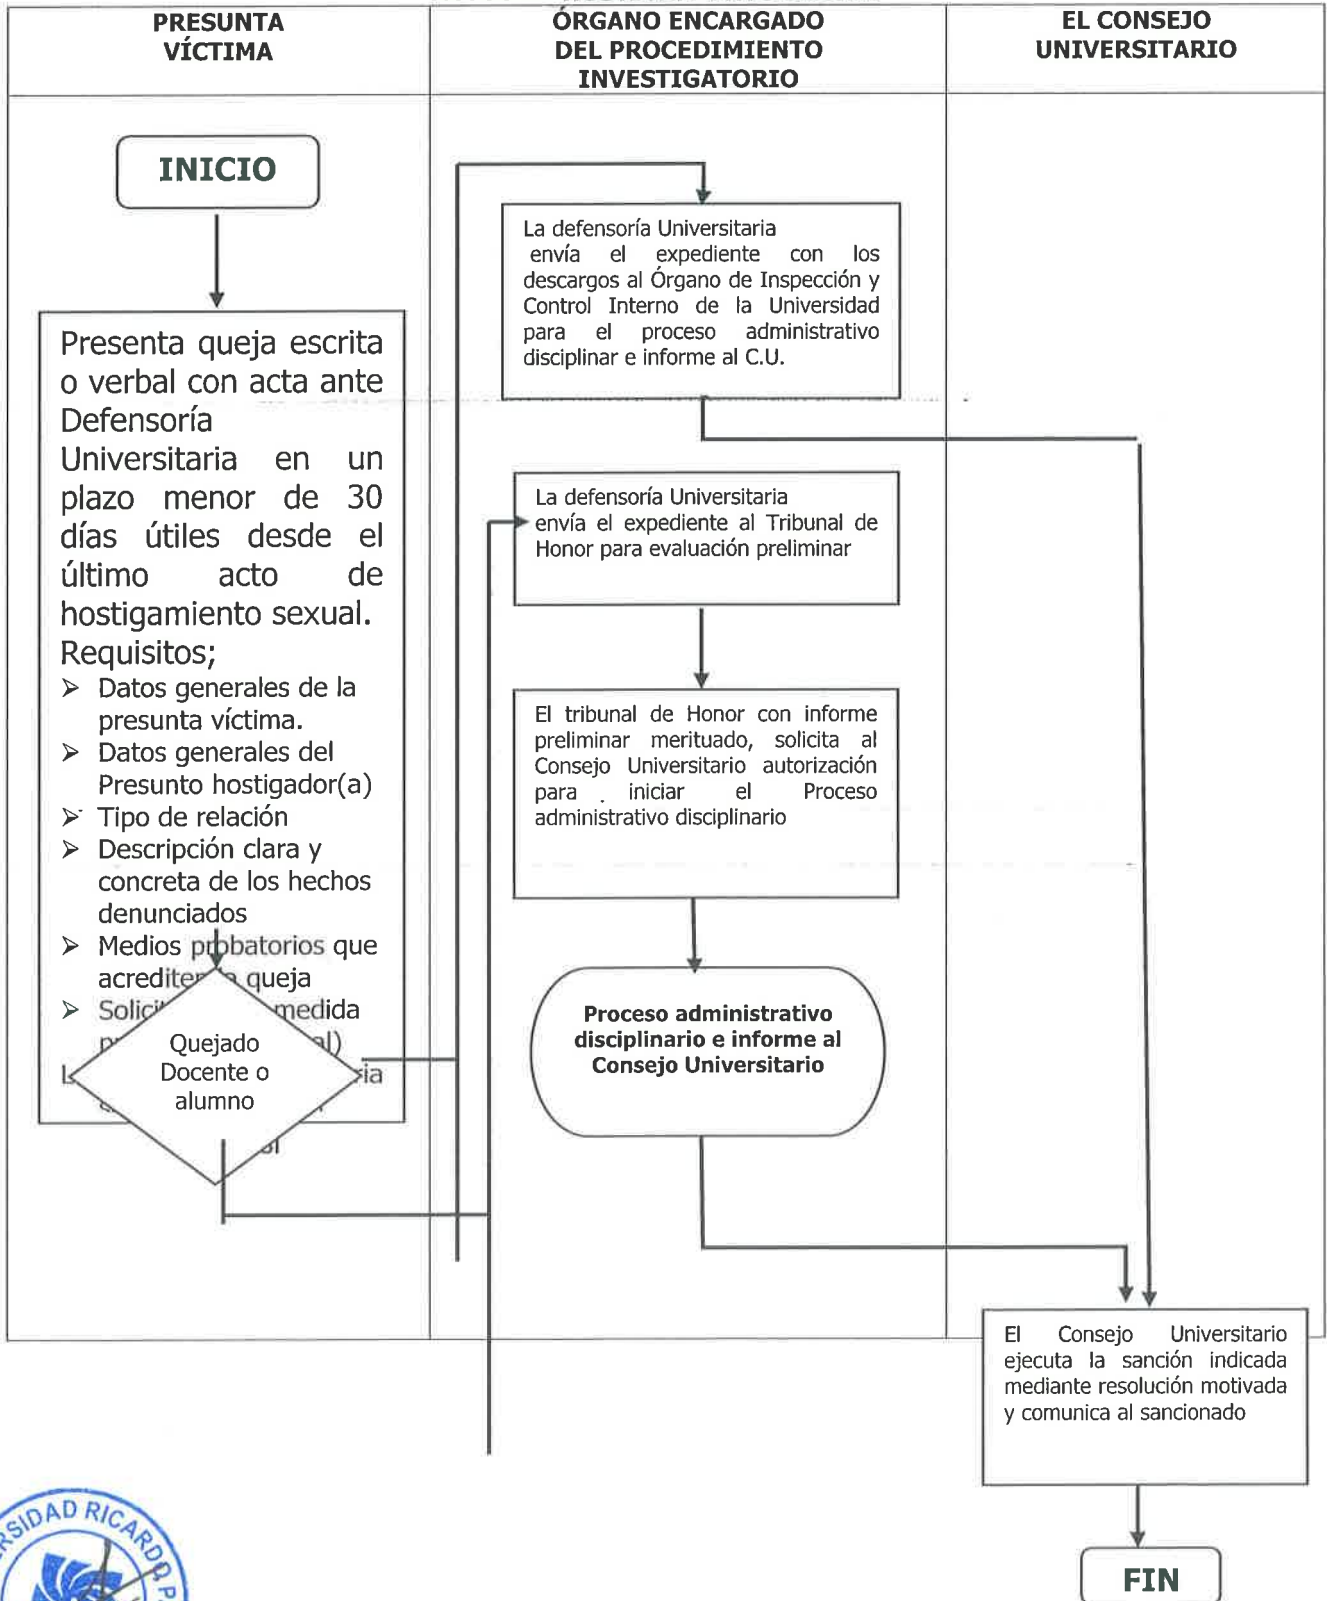 PRESUNTA
VÍCTIMA
ÓRGANO ENCARGADO
DEL PROCEDIMIENTO
INVESTIGATORIO
EL CONSEJO
UNIVERSITARIO
INICIO
Presenta queja escrita
o verbal con acta ante
Defensoría
Universitaria en un
plazo menor de 30
días útiles desde el
último acto de
hostigamiento sexual.
Requisitos;
➢ Datos generales de la
presunta víctima.
➢ Datos generales del
Presunto hostigador(a)
➢ Tipo de relación
➢ Descripción clara y
concreta de los hechos
denunciados
➢ Medios probatorios que
queja
➢ medida
Quejado
Docente o
alumno
La defensoría Universitaria
envía el expediente con los
descargos al Órgano de Inspección y
Control Interno de la Universidad
para el proceso administrativo
disciplinar e informe al C.U.
La defensoría Universitaria
envía el expediente al Tribunal de
Honor para evaluación preliminar
El tribunal de Honor con informe
preliminar merituado, solicita al
Consejo Universitario autorización
para . iniciar el Proceso
administrativo disciplinario
Proceso administrativo
disciplinario e informe al
Consejo Universitario
El Consejo Universitario
ejecuta la sanción indicada
mediante resolución motivada
y comunica al sancionado
FIN
RICARDO